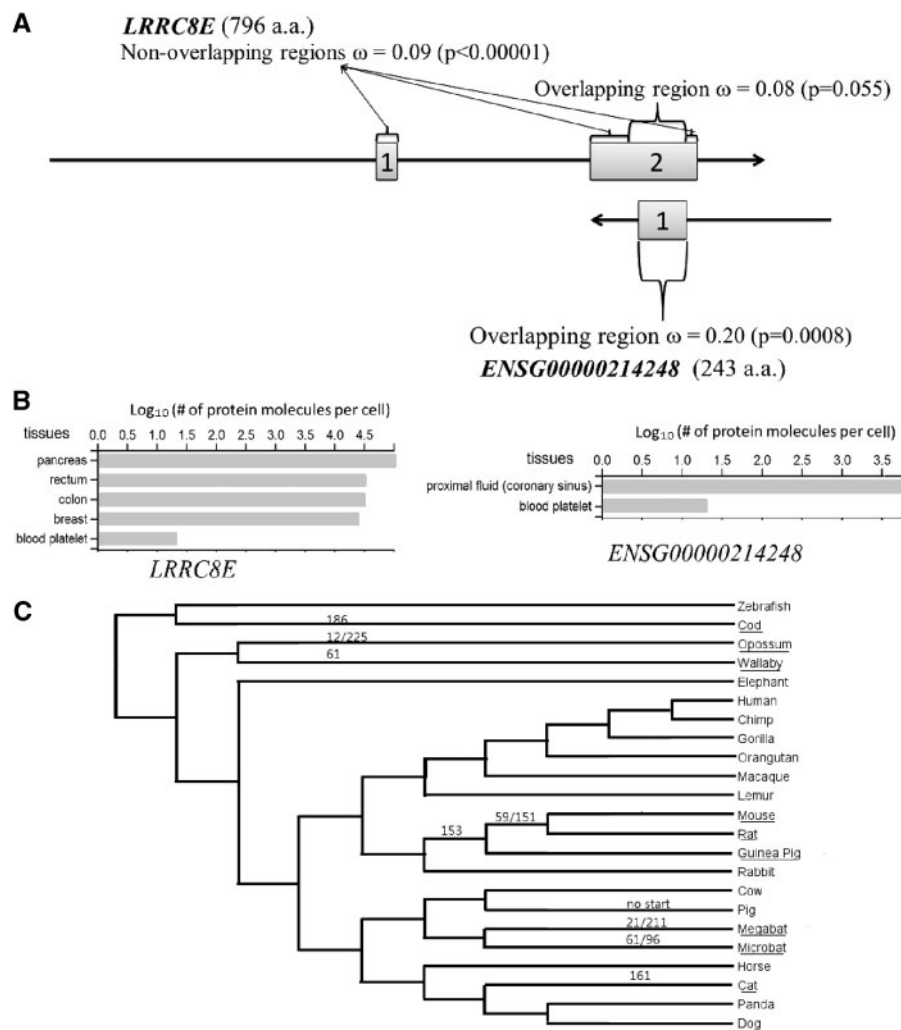 A
LRRC8E (796 a.a.)
Non-overlapping regions ω = 0.09 (p<0.00001)
Overlapping region ω = 0.08 (p=0.055)
1
2
1
Overlapping region ω = 0.20 (p=0.0008)
ENSG00000214248 (243 a.a.)
B
Log₁₀ (# of protein molecules per cell)
tissues 0.0 0.5 1.0 1.5 2.0 2.5 3.0 3.5 4.0 4.5 5.0
pancreas
rectum
colon
breast
blood platelet
LRRC8E
Log₁₀ (# of protein molecules per cell)
tissues 0.0 0.5 1.0 1.5 2.0 2.5 3.0 3.5
proximal fluid (coronary sinus)
blood platelet
ENSG00000214248
C
Zebrafish
186 Cod
12/225 Opossum
61 Wallaby
Elephant
Human
Chimp
Gorilla
Orangutan
Macaque
Lemur
59/151 Mouse
153 Rat
Guinea Pig
Rabbit
Cow
no start Pig
21/211 Megabat
61/96 Microbat
Horse
161 Cat
Panda
Dog